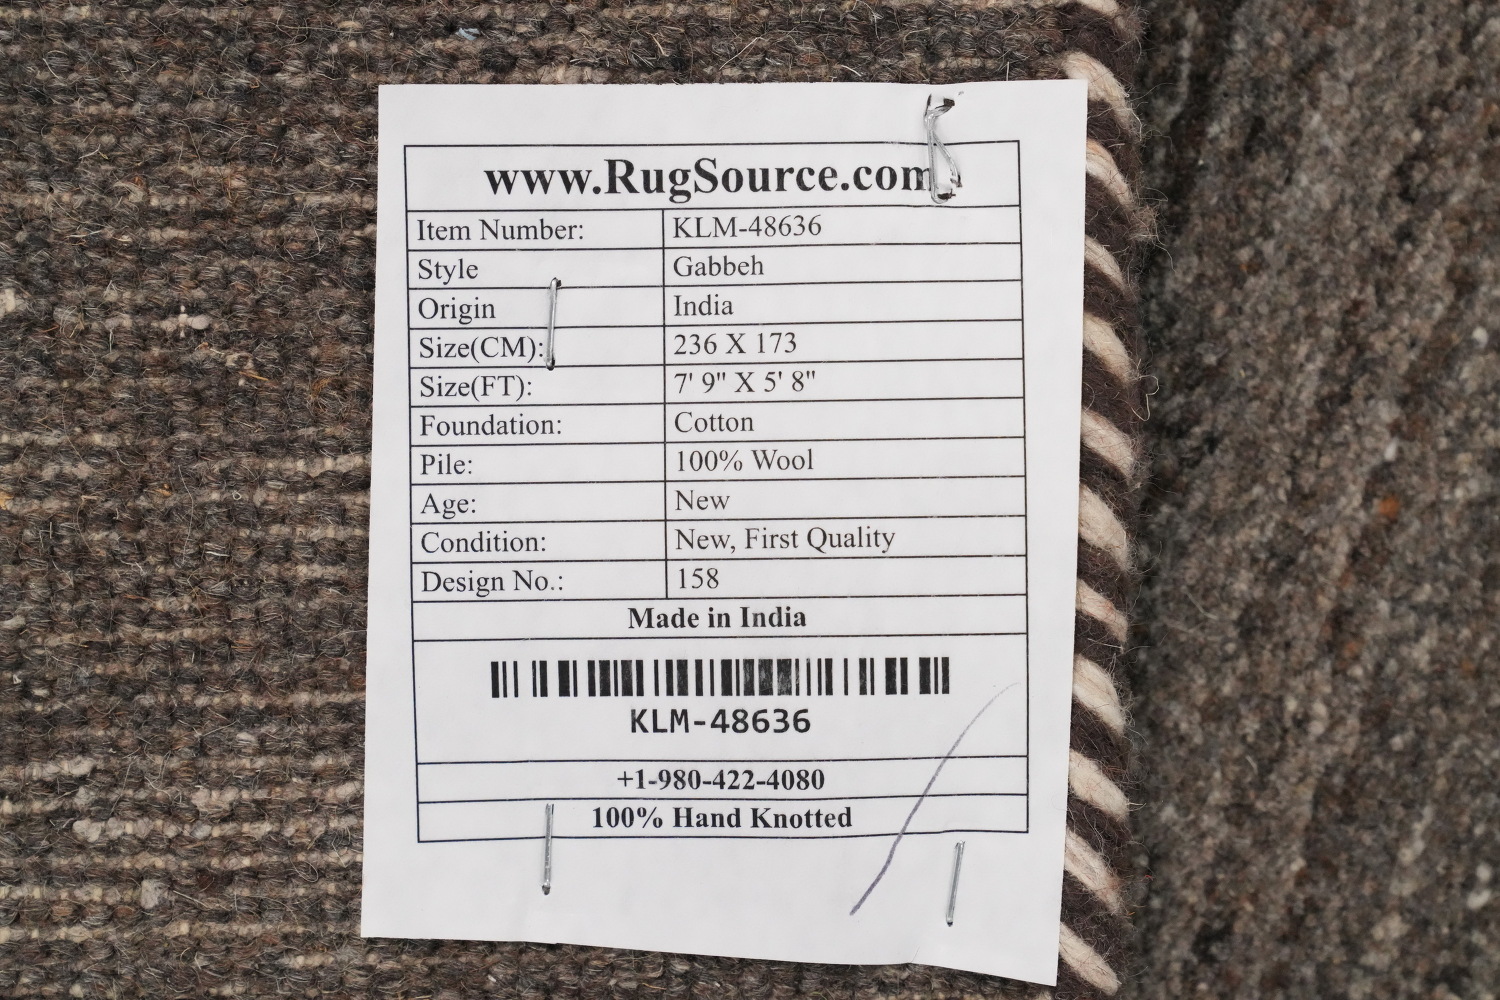 www.RugSource.com
Item Number: KLM-48636
Style Gabbeh
Origin India
Size(CM): 236 X 173
Size(FT): 7' 9" X 5' 8"
Foundation: Cotton
Pile: 100% Wool
Age: New
Condition: New, First Quality
Design No.: 158
Made in India
KLM-48636
+1-980-422-4080
100% Hand Knotted